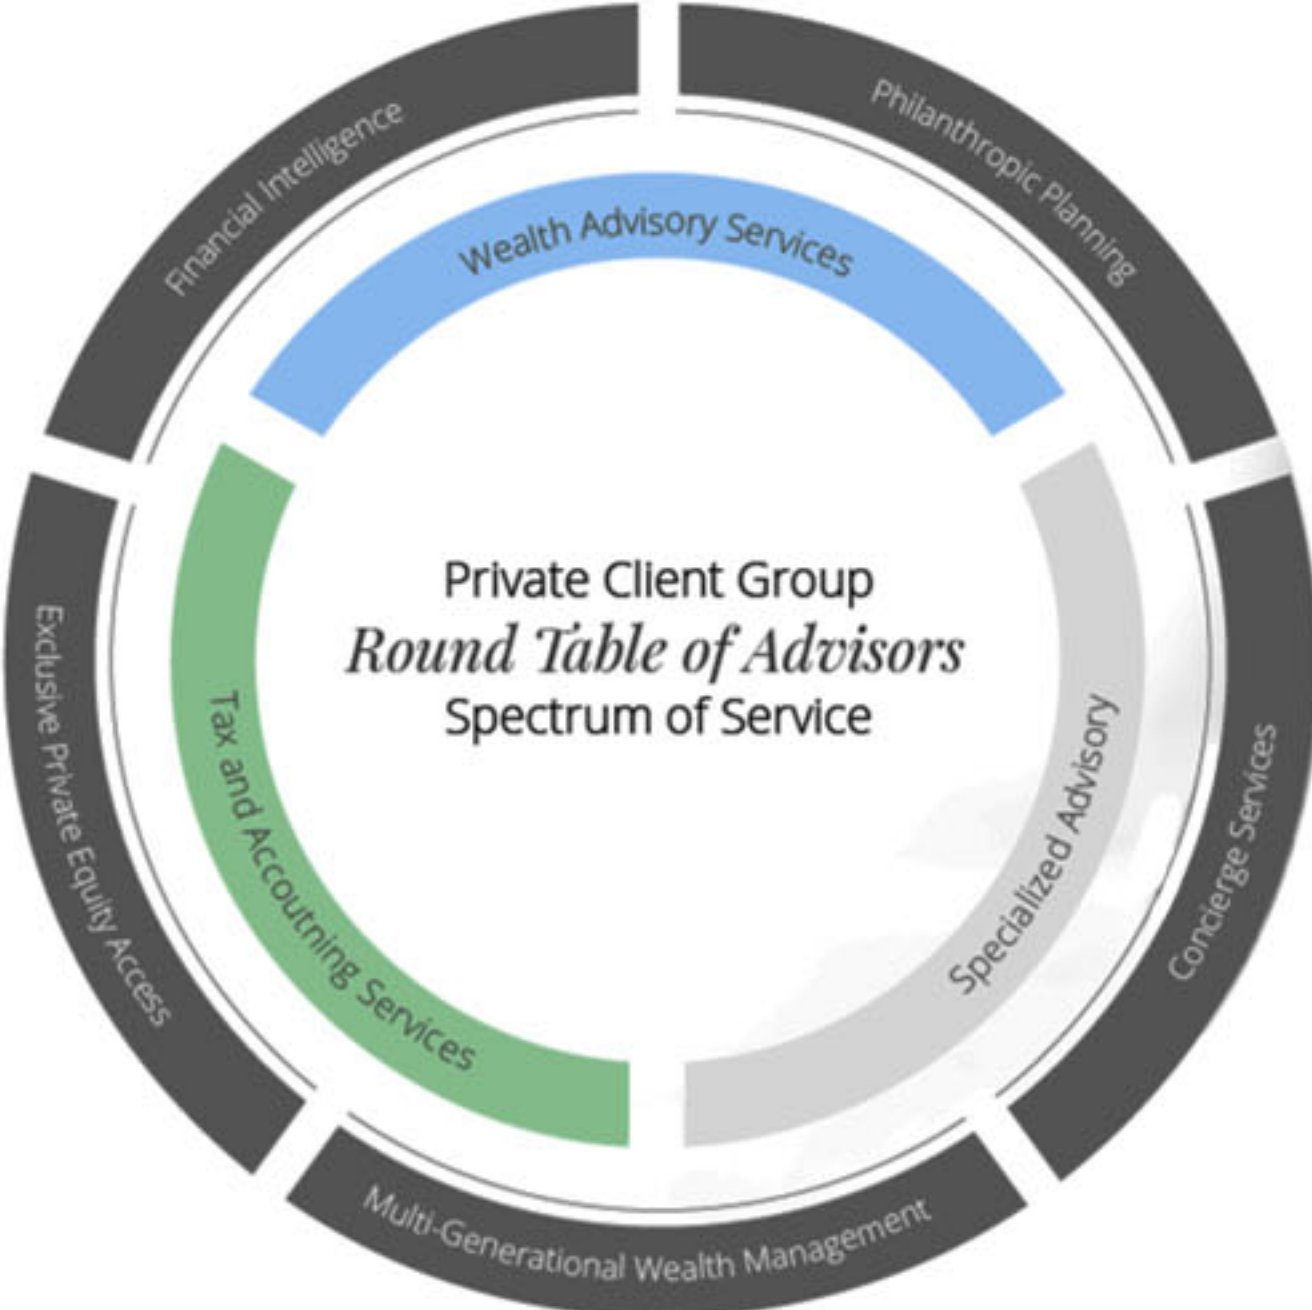 Financial Intelligence
Philanthropic Planning
Wealth Advisory Services
Private Client Group
Round Table of Advisors
Spectrum of Service
Exclusive Private Equity Access
Tax and Accoutning Services
Specialized Advisory
Concierge Services
Multi-Generational Wealth Management